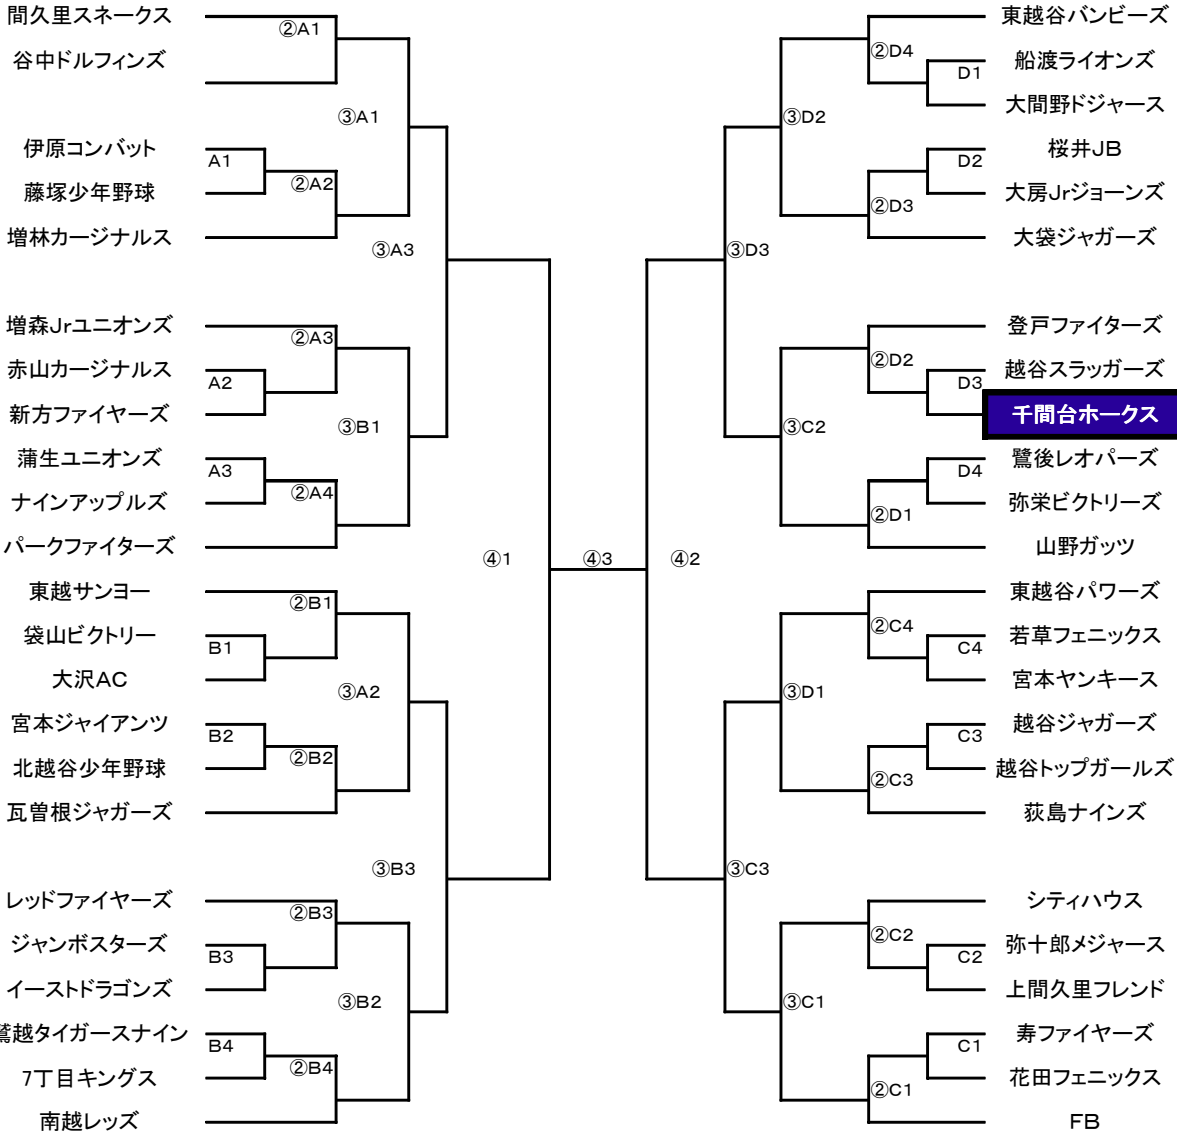 間久里スネークス
②A1
谷中ドルフィンズ
③A1
伊原コンバット
A1
藤塚少年野球
②A2
増林カージナルス
③A3
増森Jrユニオンズ
②A3
赤山カージナルス
A2
新方ファイヤーズ
③B1
蒲生ユニオンズ
A3
ナインアップルズ
②A4
パークファイターズ
④1
東越サンヨー
②B1
袋山ビクトリー
B1
大沢AC
③A2
宮本ジャイアンツ
B2
北越谷少年野球
②B2
瓦曽根ジャガーズ
③B3
レッドファイヤーズ
②B3
ジャンボスターズ
B3
イーストドラゴンズ
③B2
鷲越タイガースナイン
B4
7丁目キングス
②B4
南越レッズ
④3
④2
東越谷バンビーズ
②D4
船渡ライオンズ
D1
大間野ドジャース
③D2
桜井JB
D2
大房Jrジョーンズ
②D3
大袋ジャガーズ
③D3
登戸ファイターズ
②D2
越谷スラッガーズ
D3
千間台ホークス
③C2
鷺後レオパーズ
D4
弥栄ビクトリーズ
②D1
山野ガッツ
東越谷パワーズ
②C4
若草フェニックス
C4
宮本ヤンキース
③D1
越谷ジャガーズ
C3
越谷トップガールズ
②C3
荻島ナインズ
③C3
シティハウス
②C2
弥十郎メジャース
C2
上間久里フレンド
③C1
寿ファイヤーズ
C1
花田フェニックス
②C1
FB